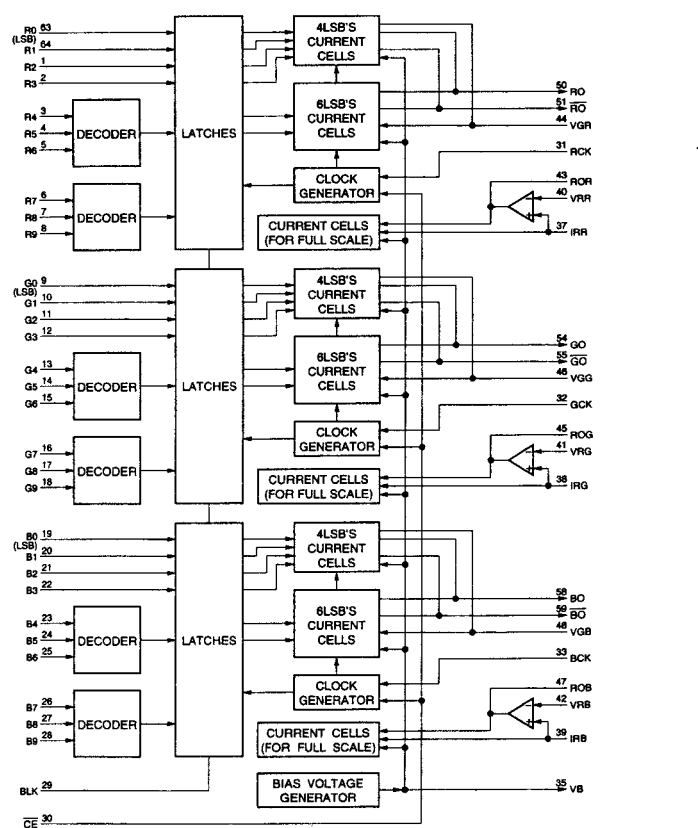 R0 63
(LSB)
R1 64
R2 1
R3 2
R4 3
R5 4
R6 5
R7 6
R8 7
R9 8
DECODER
DECODER
LATCHES
4LSB'S
CURRENT
CELLS
6LSB'S
CURRENT
CELLS
CLOCK
GENERATOR
CURRENT CELLS
(FOR FULL SCALE)
50 RO
51 RO
44 VGR
31 RCK
43 ROR
40 VRR
37 IRR
− +
G0 9
(LSB)
G1 10
G2 11
G3 12
G4 13
G5 14
G6 15
G7 16
G8 17
G9 18
DECODER
DECODER
LATCHES
4LSB'S
CURRENT
CELLS
6LSB'S
CURRENT
CELLS
CLOCK
GENERATOR
CURRENT CELLS
(FOR FULL SCALE)
54 GO
55 GO
46 VGG
32 GCK
45 ROG
41 VRG
38 IRG
− +
B0 19
(LSB)
B1 20
B2 21
B3 22
B4 23
B5 24
B6 25
B7 26
B8 27
B9 28
DECODER
DECODER
LATCHES
4LSB'S
CURRENT
CELLS
6LSB'S
CURRENT
CELLS
CLOCK
GENERATOR
CURRENT CELLS
(FOR FULL SCALE)
58 BO
59 BO
48 VGB
33 BCK
47 ROB
42 VRB
39 IRB
− +
BLK 29
BIAS VOLTAGE
GENERATOR
35 VB
CE 30